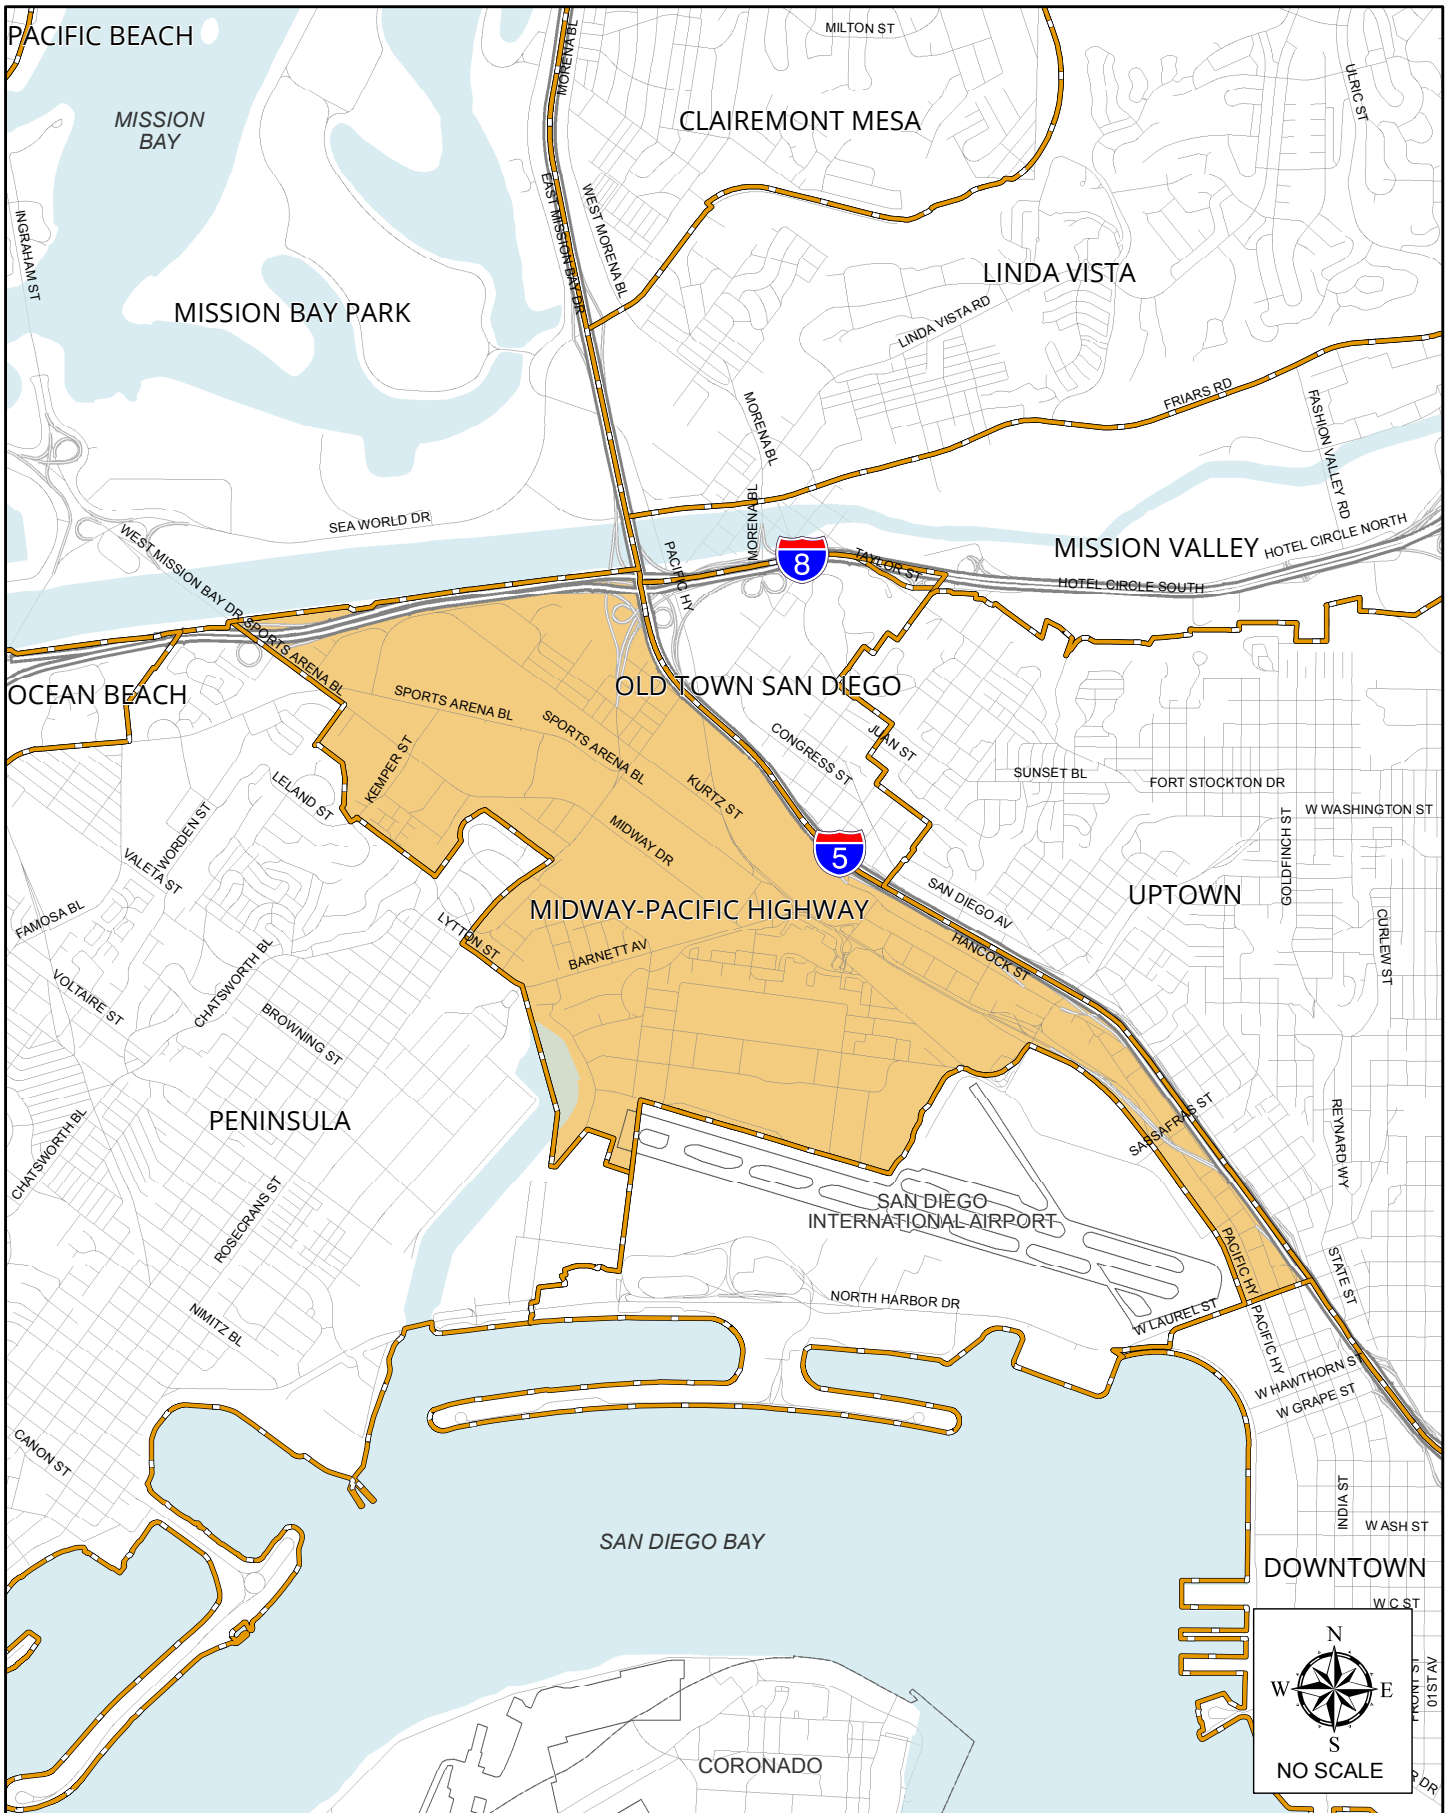 PACIFIC BEACH
MORENA BL
MILTON ST
ULRIC ST
MISSION
BAY
CLAIREMONT MESA
EAST MISSION BAY DR
WEST MORENA BL
INGRAHAM ST
LINDA VISTA
MISSION BAY PARK
LINDA VISTA RD
FRIARS RD
MORENA BL
FASHION VALLEY RD
SEA WORLD DR
MORENA BL
WEST MISSION BAY DR
PACIFIC HY
8
TAYLOR ST
MISSION VALLEY
HOTEL CIRCLE NORTH
HOTEL CIRCLE SOUTH
SPORTS ARENA BL
OCEAN BEACH
SPORTS ARENA BL
OLD TOWN SAN DIEGO
SPORTS ARENA BL
CONGRESS ST
JUAN ST
KEMPER ST
LELAND ST
KURTZ ST
SUNSET BL
FORT STOCKTON DR
W WASHINGTON ST
GOLDFINCH ST
WORDEN ST
MIDWAY DR
5
VALETA ST
FAMOSA BL
SAN DIEGO AV
UPTOWN
MIDWAY-PACIFIC HIGHWAY
LYTTON ST
BARNETT AV
HANCOCK ST
CURLEW ST
CHATSWORTH BL
VOLTAIRE ST
BROWNING ST
PENINSULA
SASSAFRAS ST
REYNARD WY
CHATSWORTH BL
ROSECRANS ST
SAN DIEGO
INTERNATIONAL AIRPORT
PACIFIC HY
STATE ST
NORTH HARBOR DR
NIMITZ BL
W LAUREL ST
PACIFIC HY
W HAWTHORN ST
W GRAPE ST
CANON ST
INDIA ST
W ASH ST
SAN DIEGO BAY
DOWNTOWN
W C ST
N
W E
S
FRONT ST
01ST AV
NO SCALE
DR
CORONADO